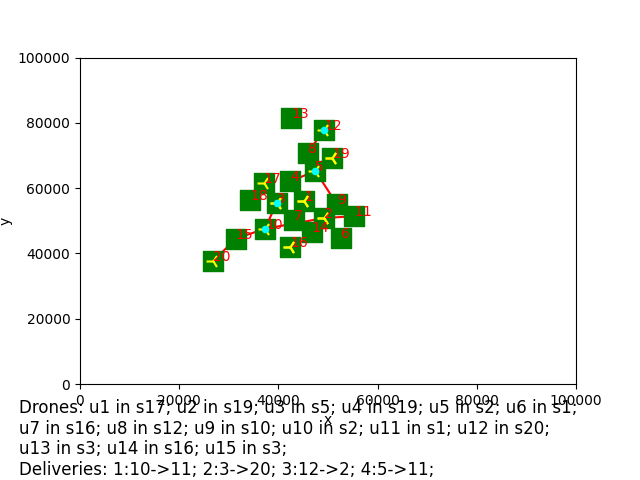 100000
80000
60000
40000
20000
0
y
13
12
19
17
18
11
10
15
20
16
0 20000 40000 60000 80000 100000
x
Drones: u1 in s17; u2 in s19; u3 in s5; u4 in s19; u5 in s2; u6 in s1;
u7 in s16; u8 in s12; u9 in s10; u10 in s2; u11 in s1; u12 in s20;
u13 in s3; u14 in s16; u15 in s3;
Deliveries: 1:10->11; 2:3->20; 3:12->2; 4:5->11;